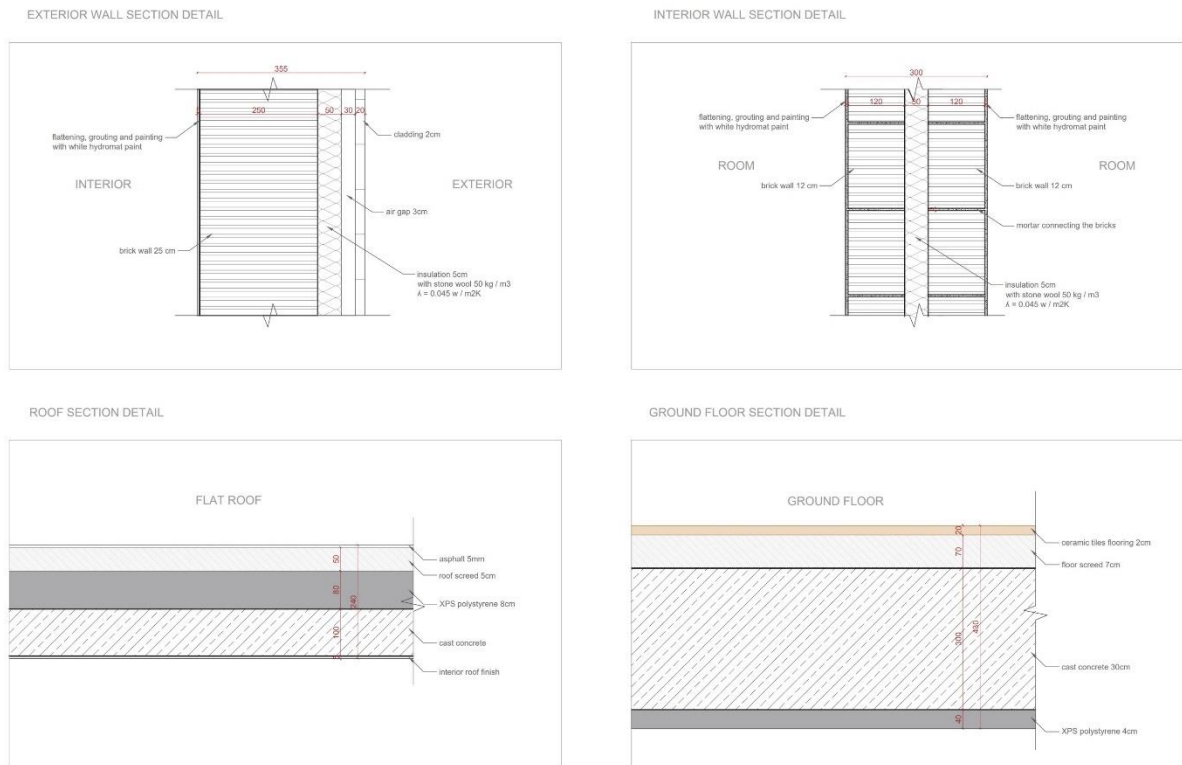 EXTERIOR WALL SECTION DETAIL
355
250
50
30
20
flattening, grouting and painting
with white hydromat paint
cladding 2cm
INTERIOR
EXTERIOR
air gap 3cm
brick wall 25 cm
insulation 5cm
with stone wool 50 kg / m3
λ = 0.045 w / m2K
INTERIOR WALL SECTION DETAIL
300
120
50
120
flattening, grouting and painting
with white hydromat paint
flattening, grouting and painting
with white hydromat paint
ROOM
ROOM
brick wall 12 cm
brick wall 12 cm
mortar connecting the bricks
insulation 5cm
with stone wool 50 kg / m3
λ = 0.045 w / m2K
ROOF SECTION DETAIL
FLAT ROOF
50
80
240
100
asphalt 5mm
roof screed 5cm
XPS polystyrene 8cm
cast concrete
interior roof finish
GROUND FLOOR SECTION DETAIL
GROUND FLOOR
20
70
300
40
ceramic tiles flooring 2cm
floor screed 7cm
cast concrete 30cm
XPS polystyrene 4cm